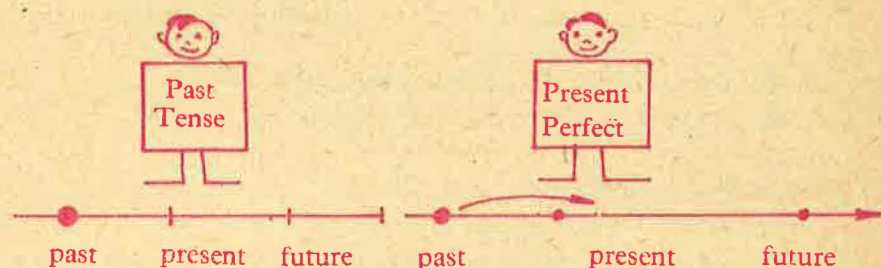 Past
Tense
Present
Perfect
past present future past present future